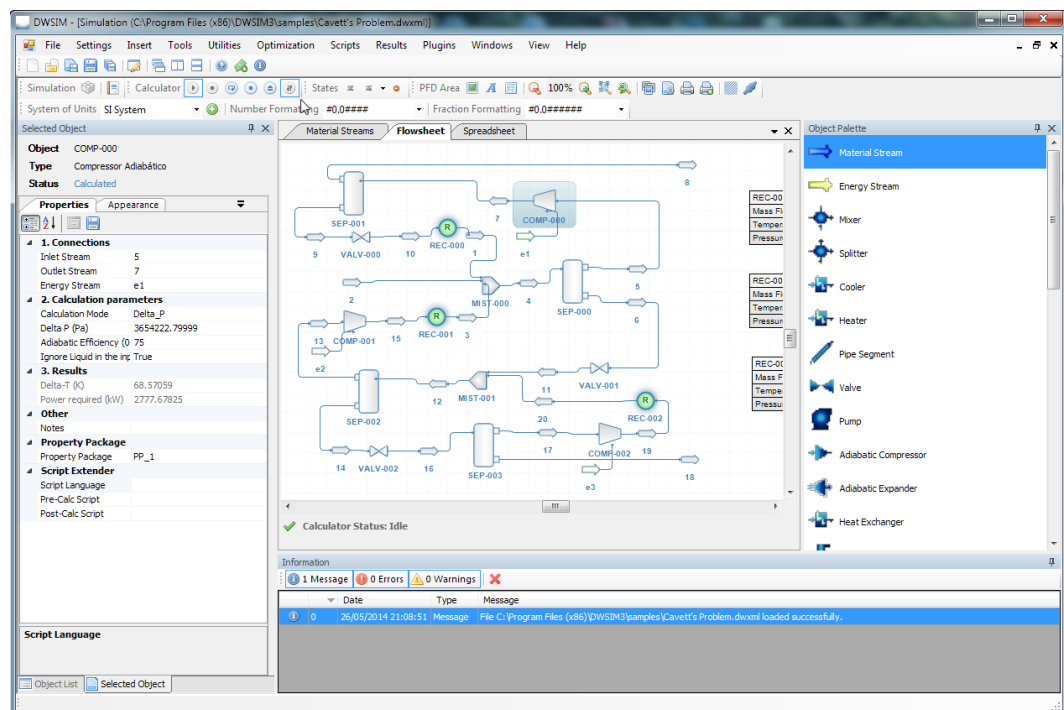 DWSIM - [Simulation (C:\Program Files (x86)\DWSIM3\samples\Cavett's Problem.dwxml)]
File Settings Insert Tools Utilities Optimization Scripts Results Plugins Windows View Help
Simulation Calculator States PFD Area A 100%
System of Units SI System Number Formatting #0.0#### Fraction Formatting #0.0######
Selected Object
Object COMP-000
Type Compressor Adiabático
Status Calculated
Properties Appearance
1. Connections
Inlet Stream 5
Outlet Stream 7
Energy Stream e1
2. Calculation parameters
Calculation Mode Delta_P
Delta P (Pa) 3654222.79999
Adiabatic Efficiency (0 75
Ignore Liquid in the inp True
3. Results
Delta-T (K) 68.57059
Power required (kW) 2777.67825
Other
Notes
Property Package
Property Package PP_1
Script Extender
Script Language
Pre-Calc Script
Post-Calc Script
Script Language
Object List Selected Object
Material Streams Flowsheet Spreadsheet
8
SEP-001
7
COMP-000
R
REC-000
9
VALV-000
10
1
e1
2
MIST-000
4
SEP-000
5
6
R
13
COMP-001
15
REC-001
3
e2
11
VALV-001
12
MIST-001
20
R
REC-002
SEP-002
17
COMP-002
19
14
VALV-002
16
SEP-003
e3
18
REC-00
Mass Fl
Temper
Pressur
REC-00
Mass Fl
Temper
Pressur
REC-00
Mass F
Tempe
Pressu
Calculator Status: Idle
Object Palette
Material Stream
Energy Stream
Mixer
Splitter
Cooler
Heater
Pipe Segment
Valve
Pump
Adiabatic Compressor
Adiabatic Expander
Heat Exchanger
Information
1 Message 0 Errors 0 Warnings
Date Type Message
0 26/05/2014 21:08:51 Message File C:\Program Files (x86)\DWSIM3\samples\Cavett's Problem.dwxml loaded successfully.